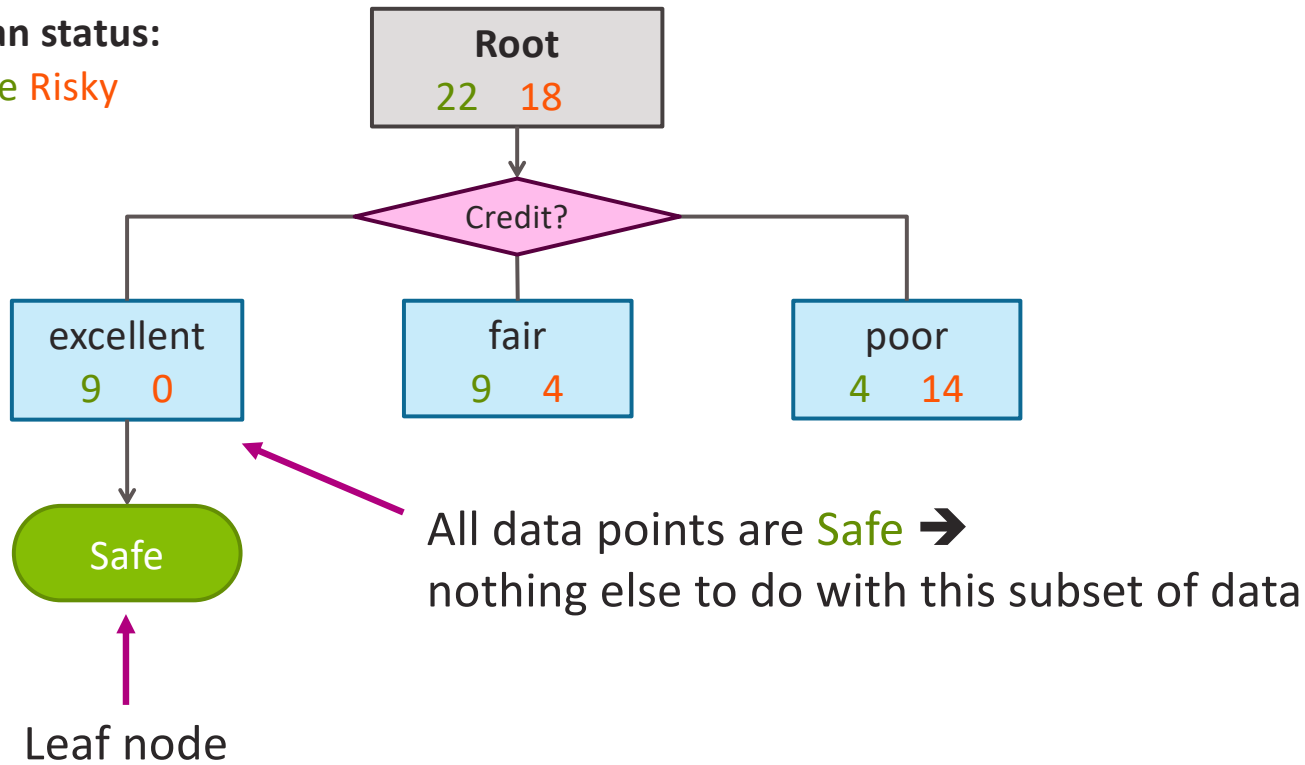 an status:
e Risky
Root
22 18
Credit?
excellent
9 0
fair
9 4
poor
4 14
Safe
All data points are Safe ➔
nothing else to do with this subset of data
Leaf node